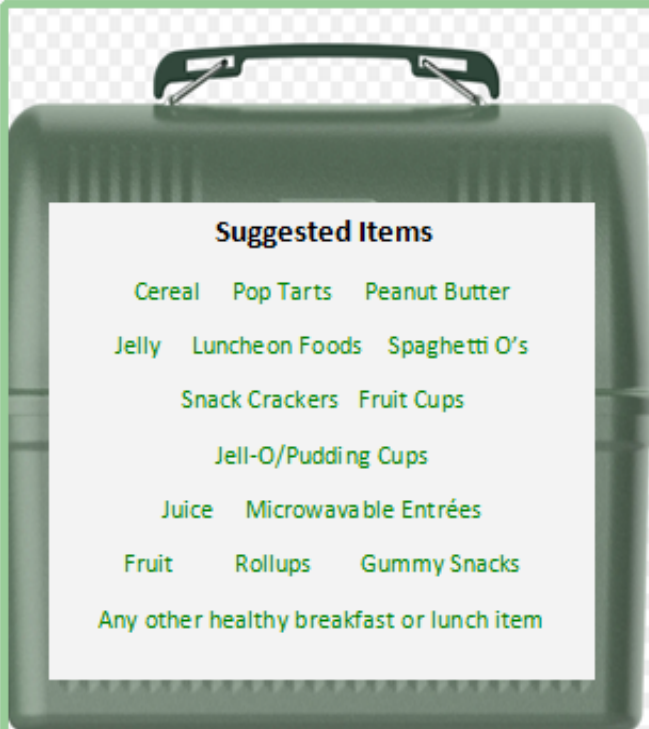 Suggested Items
Cereal Pop Tarts Peanut Butter
Jelly Luncheon Foods Spaghetti O's
Snack Crackers Fruit Cups
Jell-O/Pudding Cups
Juice Microwavable Entrées
Fruit Rollups Gummy Snacks
Any other healthy breakfast or lunch item